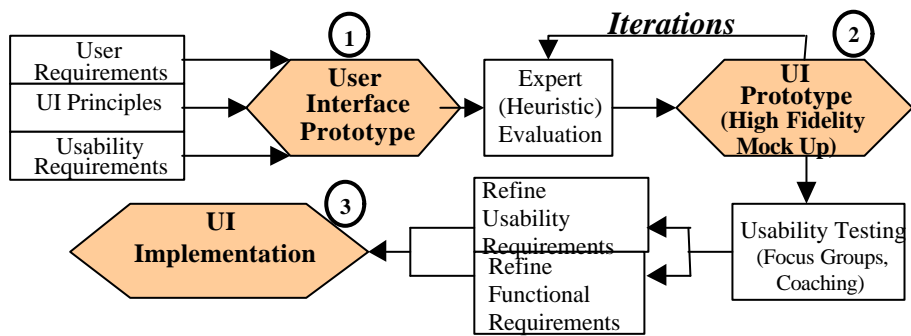 1
Iterations
2
User
Requirements
UI Principles
Usability
Requirements
User
Interface
Prototype
Expert
(Heuristic)
Evaluation
UI
Prototype
(High Fidelity
Mock Up)
3
UI
Implementation
Refine
Usability
Requirements
Refine
Functional
Requirements
Usability Testing
(Focus Groups,
Coaching)